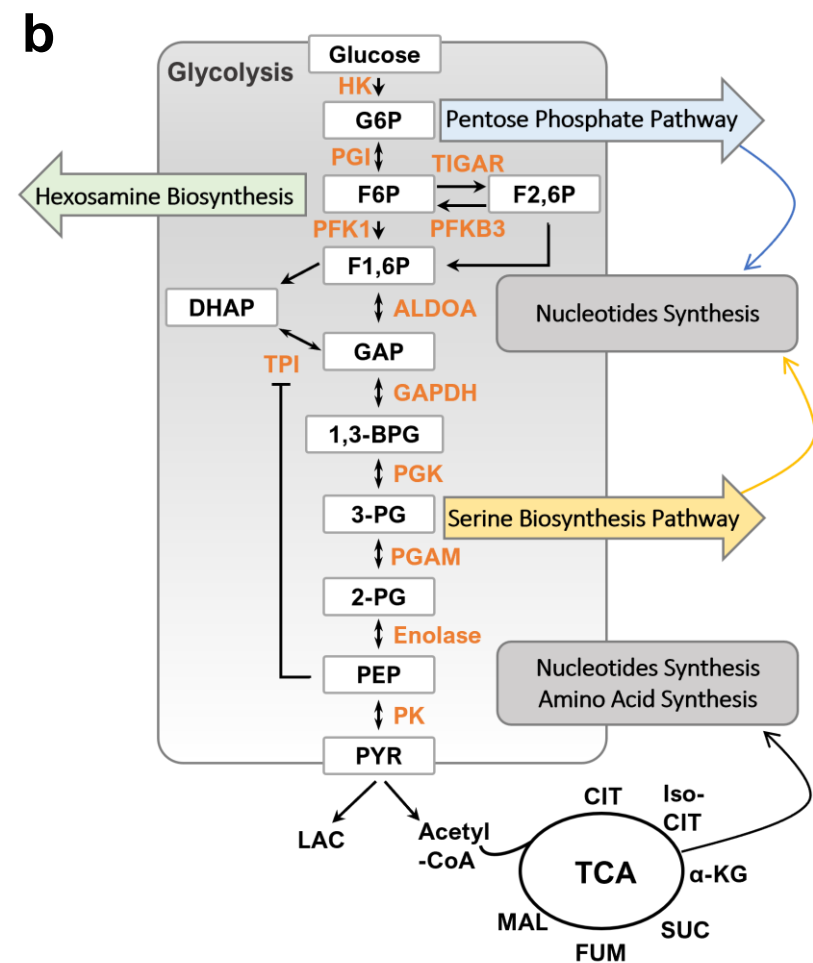 b
Glucose
Glycolysis
HK
G6P
Pentose Phosphate Pathway
PGI
TIGAR
Hexosamine Biosynthesis
F6P
F2,6P
PFK1
PFKB3
F1,6P
DHAP
ALDOA
Nucleotides Synthesis
GAP
TPI
GAPDH
1,3-BPG
PGK
3-PG
Serine Biosynthesis Pathway
PGAM
2-PG
Enolase
PEP
Nucleotides Synthesis
Amino Acid Synthesis
PK
PYR
LAC
Acetyl
-CoA
CIT
Iso-
CIT
TCA
α-KG
MAL
SUC
FUM